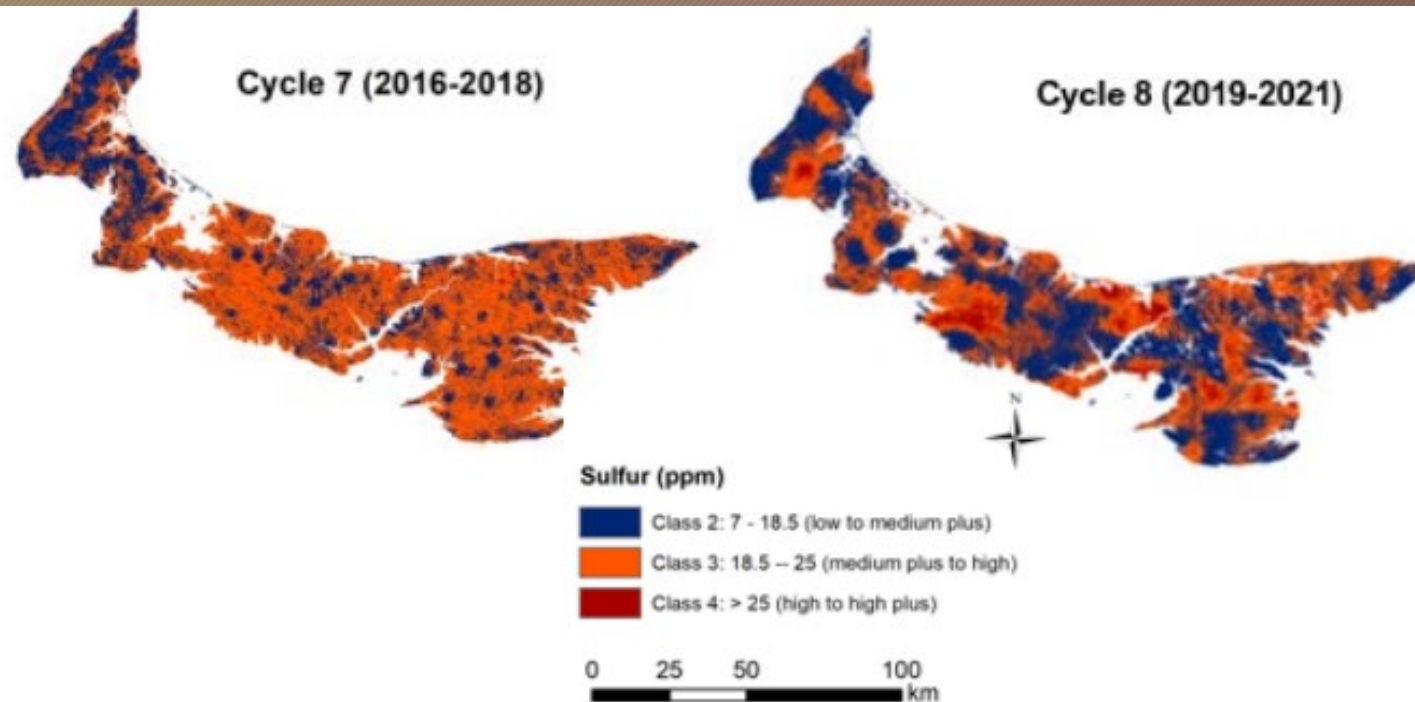 Cycle 7 (2016-2018)
Cycle 8 (2019-2021)
N
Sulfur (ppm)
Class 2: 7 - 18.5 (low to medium plus)
Class 3: 18.5 -- 25 (medium plus to high)
Class 4: > 25 (high to high plus)
0 25 50 100
km